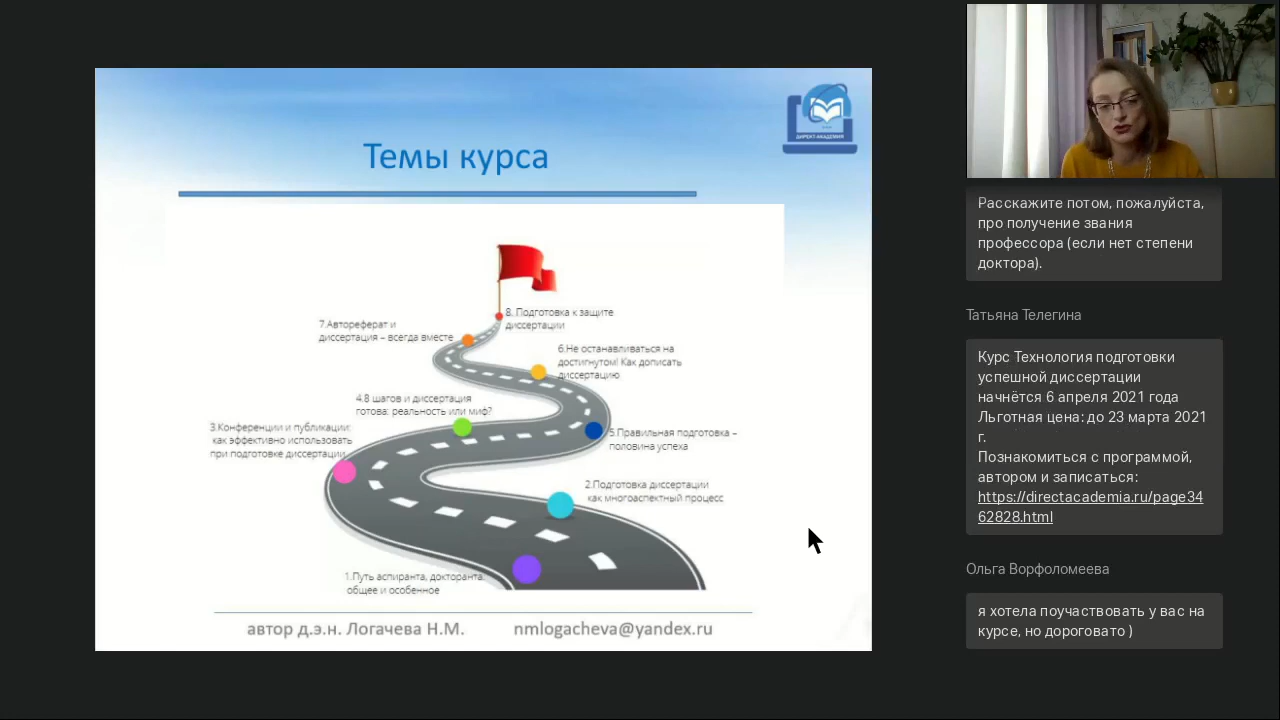 ДИРЕКТ-АКАДЕМИЯ
Темы курса
7.Автореферат и
диссертация – всегда вместе
8. Подготовка к защите
диссертации
6.Не останавливаться на
достигнутом! Как дописать
диссертацию
4.8 шагов и диссертация
готова: реальность или миф?
3.Конференции и публикации:
как эффективно использовать
при подготовке диссертации
5.Правильная подготовка –
половина успеха
2.Подготовка диссертации
как многоаспектный процесс
1.Путь аспиранта, докторанта:
общее и особенное
автор д.э.н. Логачева Н.М.
nmlogacheva@yandex.ru
Расскажите потом, пожалуйста,
про получение звания
профессора (если нет степени
доктора).
Татьяна Телегина
Курс Технология подготовки
успешной диссертации
начнётся 6 апреля 2021 года
Льготная цена: до 23 марта 2021
г.
Познакомиться с программой,
автором и записаться:
https://directacademia.ru/page34
62828.html
Ольга Ворфоломеева
я хотела поучаствовать у вас на
курсе, но дороговато )